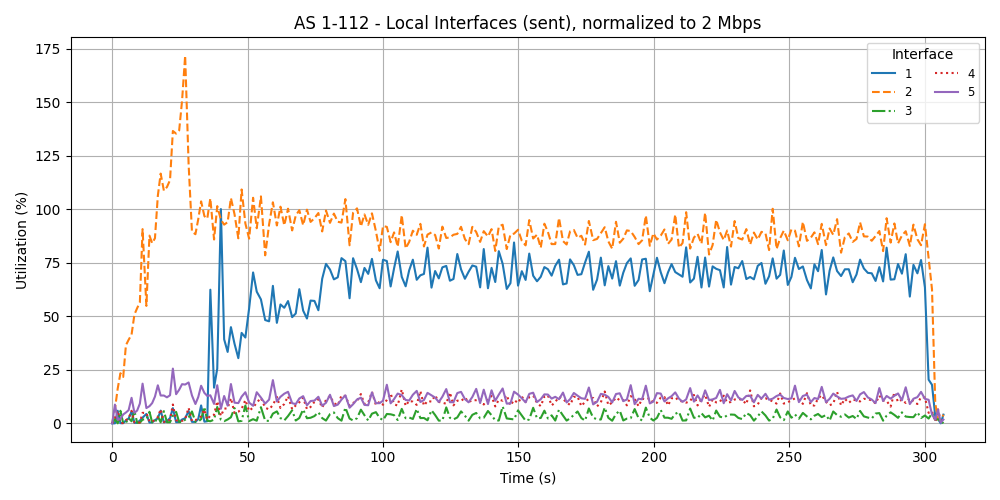 AS 1-112 - Local Interfaces (sent), normalized to 2 Mbps
Utilization (%)
175
150
125
100
75
50
25
0
0 50 100 150 200 250 300
Time (s)
Interface
1 4
2 5
3